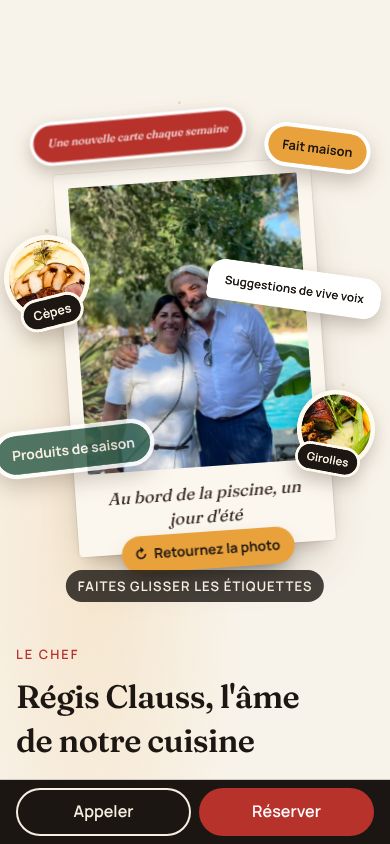 Une nouvelle carte chaque semaine
Fait maison
Suggestions de vive voix
Cèpes
Girolles
Produits de saison
Au bord de la piscine, un
jour d'été
↻ Retournez la photo
FAITES GLISSER LES ÉTIQUETTES
LE CHEF
Régis Clauss, l'âme
de notre cuisine
Appeler
Réserver